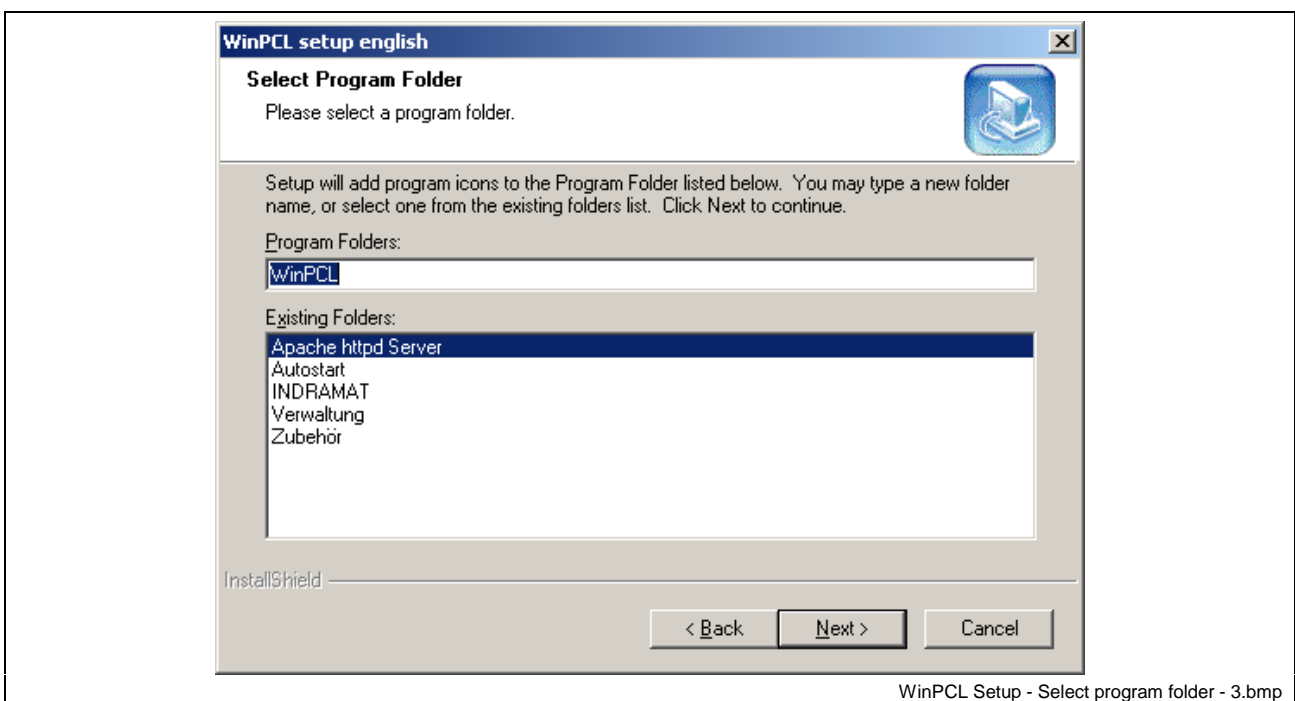 WinPCL setup english
Select Program Folder
Please select a program folder.
Setup will add program icons to the Program Folder listed below. You may type a new folder
name, or select one from the existing folders list. Click Next to continue.
Program Folders:
WinPCL
Existing Folders:
Apache httpd Server
Autostart
INDRAMAT
Verwaltung
Zubehör
InstallShield
< Back
Next >
Cancel
WinPCL Setup - Select program folder - 3.bmp